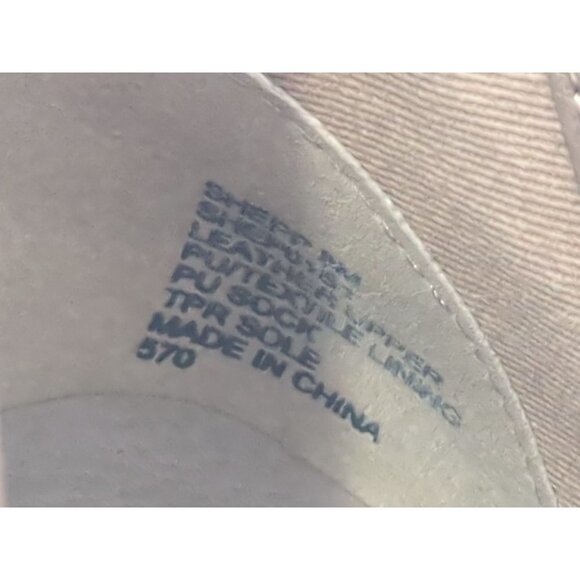 LEATHER UPPER
PU/TEXTILE LINING
PU SOCK
TPR SOLE
MADE IN CHINA
570